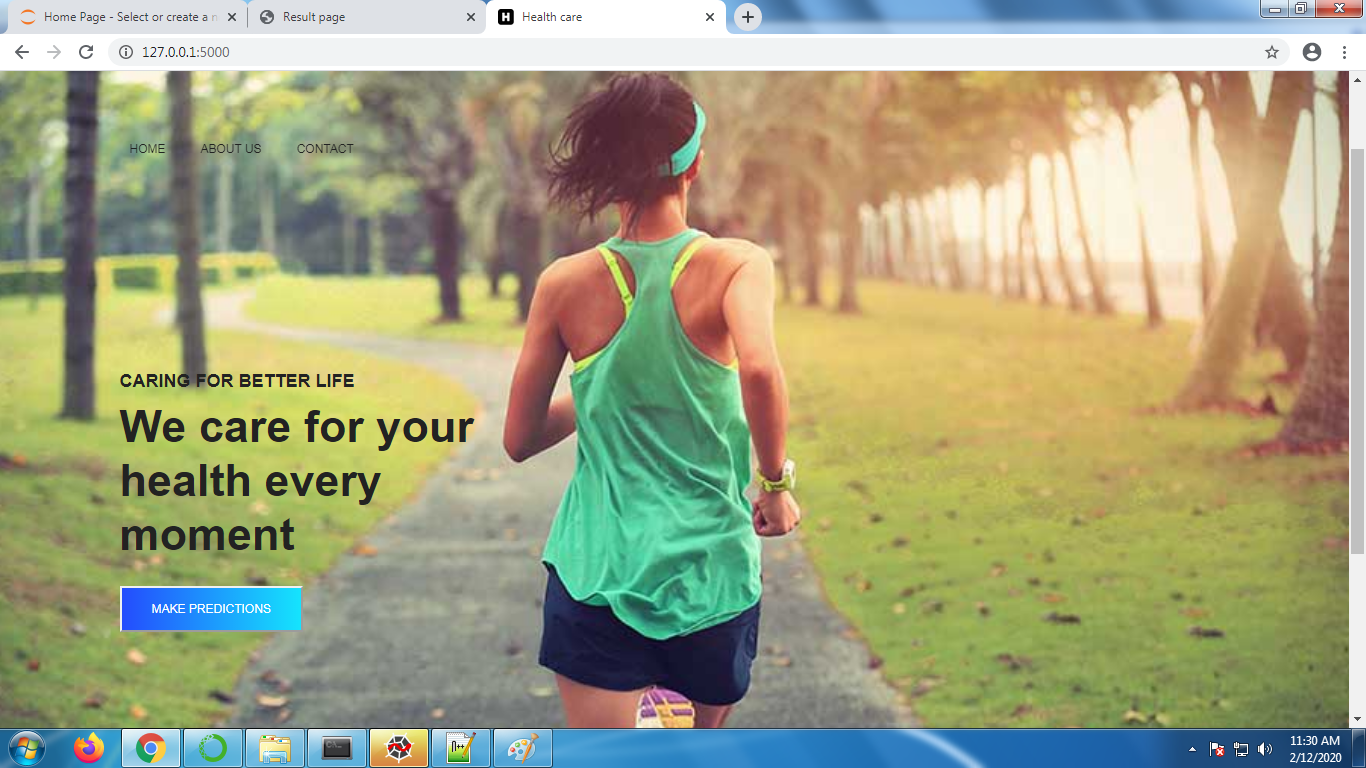 Home Page - Select or create a n
Result page
H
Health care
127.0.0.1:5000
HOME ABOUT US CONTACT
CARING FOR BETTER LIFE
We care for your
health every
moment
MAKE PREDICTIONS
11:30 AM
2/12/2020